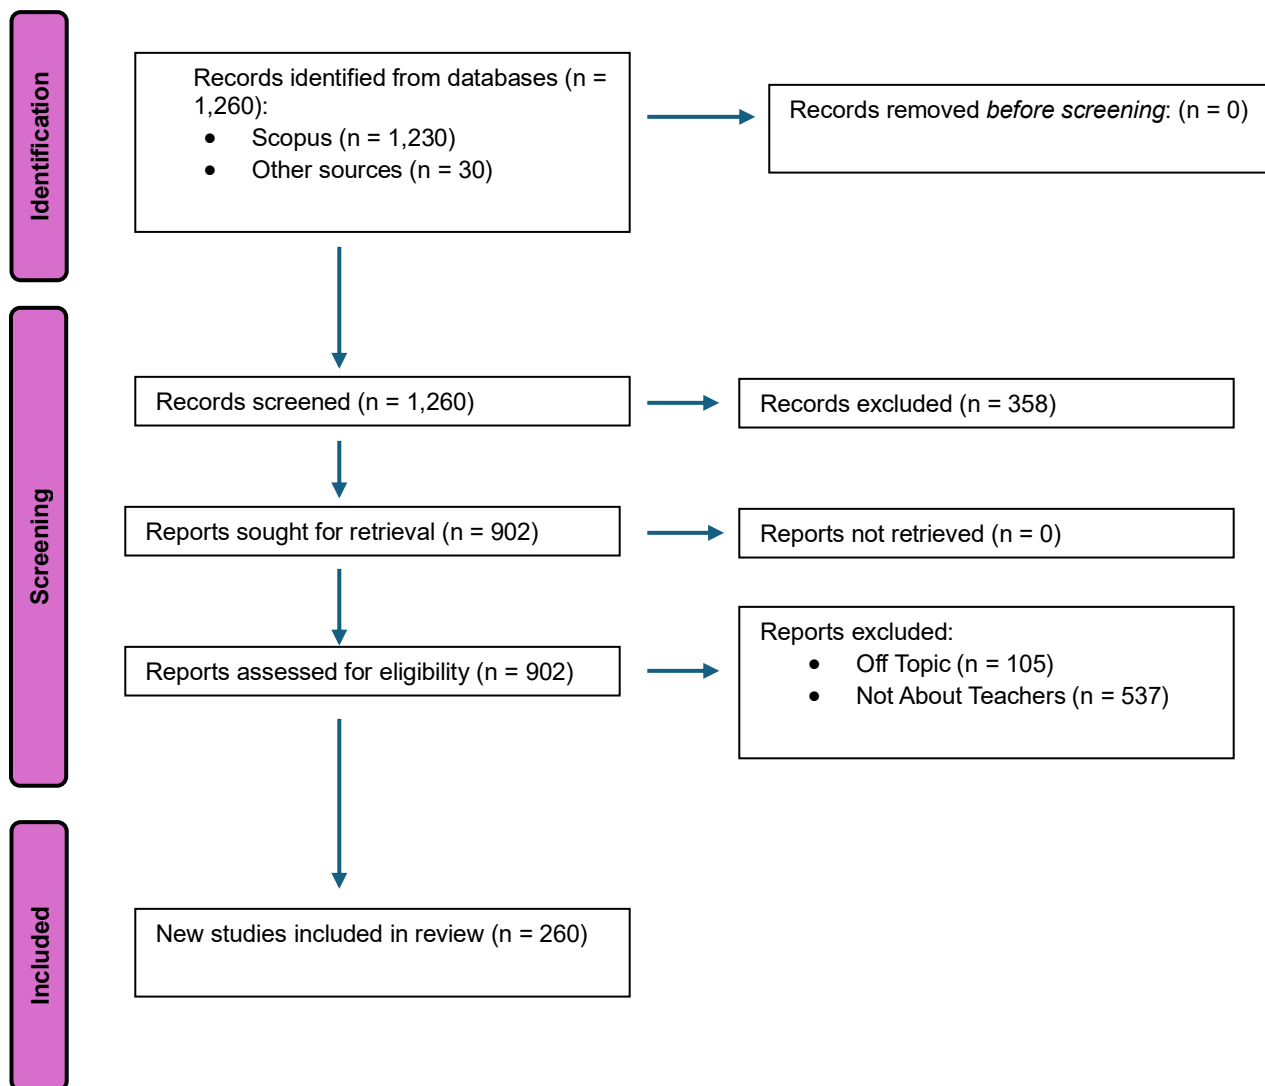 Identification
Records identified from databases (n =
1,260):
• Scopus (n = 1,230)
• Other sources (n = 30)
Records removed before screening: (n = 0)
Screening
Records screened (n = 1,260)
Records excluded (n = 358)
Reports sought for retrieval (n = 902)
Reports not retrieved (n = 0)
Reports assessed for eligibility (n = 902)
Reports excluded:
• Off Topic (n = 105)
• Not About Teachers (n = 537)
Included
New studies included in review (n = 260)